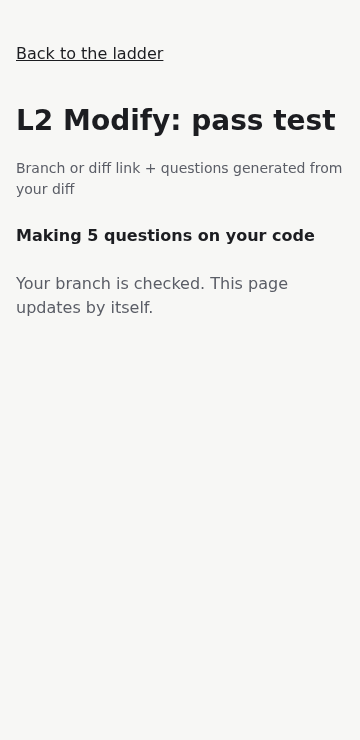 Back to the ladder
L2 Modify: pass test
Branch or diff link + questions generated from
your diff
Making 5 questions on your code
Your branch is checked. This page
updates by itself.